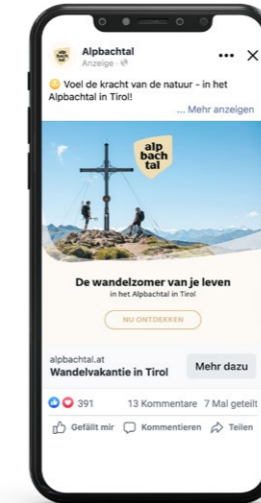 Alpbachtal
Anzeige ·
Voel de kracht van de natuur – in het
Alpbachtal in Tirol!
... Mehr anzeigen
alp
bach
tal
De wandelzomer van je leven
in het Alpbachtal in Tirol
NU ONTDEKKEN
alpbachtal.at
Wandelvakantie in Tirol
Mehr dazu
391 13 Kommentare 7 Mal geteilt
Gefällt mir Kommentieren Teilen